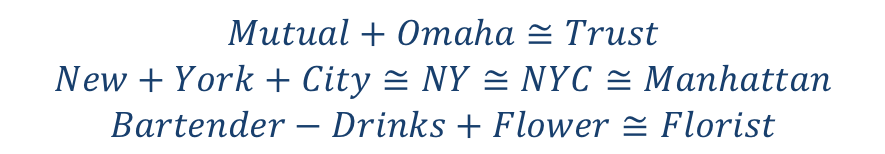 Mutual + Omaha ≅ Trust
New + York + City ≅ NY ≅ NYC ≅ Manhattan
Bartender − Drinks + Flower ≅ Florist